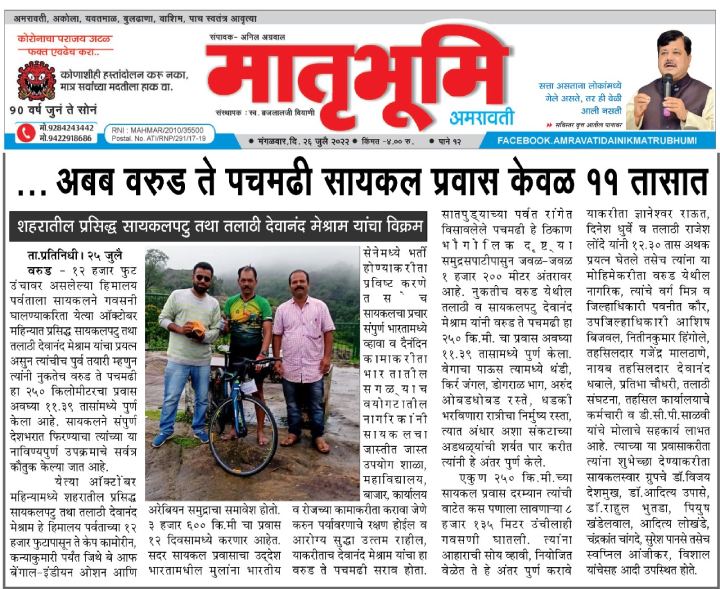 अमरावती, अकोला, यवतमाळ, बुलढाणा, वाशिम, पाच स्वतंत्र आवृत्या
कोरोनाचा पराजय अटळ
फक्त एवढेच करा..
कोणाशीही हस्तांदोलन करू नका,
मात्र सर्वांच्या मदतीला हाक द्या.
९० वर्ष जुनं ते सोनं
मो.9284243442
मो.9422918686
RNI : MAHMAR/2010/35500
Postal. No. ATI/RNP/291/17-19
संपादक- अनिल अग्रवाल
मातृभूमि
संस्थापक : स्व. ब्रजलालजी बियाणी
अमरावती
सत्ता असताना लोकांमध्ये
गेले असते, तर ही वेळ
आली नसती
सविस्तर वृत्त आतील पानावर
• मंगळवार,दि. २६ जुलै २०२२ • किंमत -४.०० रु. • पाने १२
FACEBOOK.AMRAVATIDAINIKMATRUBHUMI
... अबब वरुड ते पचमढी सायकल प्रवास केवळ ११ तासात
शहरातील प्रसिद्ध सायकलपटु तथा तलाठी देवानंद मेश्राम यांचा विक्रम
ता.प्रतिनिधी। २५ जुलै
वरुड - १२ हजार फुट
उंचावर असलेल्या हिमालय
पर्वताला सायकलने गवसनी
घालण्याकरिता येत्या ऑक्टोबर
महिन्यात प्रसिद्ध सायकलपटु तथा
तलाठी देवानंद मेश्राम यांचा प्रयत्न
असुन त्यांचीच पुर्व तयारी म्हणुन
त्यांनी नुकतेच वरुड ते पचमढी
हा २५० किलोमीटरचा प्रवास
अवघ्या ११.३९ तासांमध्ये पुर्ण
केला आहे. सायकलने संपुर्ण
देशभरात फिरण्याचा त्यांच्या या
नाविण्यपुर्ण उपक्रमाचे सर्वत्र
कौतुक केल्या जात आहे.
येत्या ऑक्टोबर
महिन्यामध्ये शहरातील प्रसिद्ध
सायकलपटु तथा तलाठी देवानंद
मेश्राम हे हिमालय पर्वताच्या १२
हजार फुटापासुन ते केप कामोरीन,
कन्याकुमारी पर्यंत जिथे बे आफ
बेंगाल-इंडीयन ओशन आणि
अरेबियन समुद्राचा समावेश होतो.
३ हजार ६०० कि.मी चा प्रवास
१२ दिवसामध्ये करणार आहेत.
सदर सायकल प्रवासाचा उद्देश
भारतामधील मुलांना भारतीय
सेनेमध्ये भर्ती
होण्याकरीता
प्रविष्ट करणे
तसेच
सायकलचा प्रचार
संपुर्ण भारतामध्ये
व्हावा व दैनंदिन
कामाकरीता
भारतातील
सगळ्याच
वयोगटातील
नागरिकांनी
सायकलचा
जास्तीत जास्त
उपयोग शाळा,
महाविद्यालय,
बाजार, कार्यालय
व रोजच्या कामाकरीता करावा जेणे
करुन पर्यावरणाचे रक्षण होईल व
आरोग्य सुद्धा उत्तम राहील,
याकरीताच देवानंद मेश्राम यांचा हा
वरुड ते पचमढी सराव होता.
सातपुड्याच्या पर्वत रांगेत
विसावलेले पचमढी हे ठिकाण
भौगोलिक दृष्ट्या
समुद्रसपाटीपासुन जवळ-जवळ
१ हजार २०० मीटर अंतरावर
आहे. नुकतीच वरुड येथील
तलाठी व सायकलपटु देवानंद
मेश्राम यांनी वरुड ते पचमढी हा
२५० कि.मी. चा प्रवास अवघ्या
११.३९ तासामध्ये पुर्ण केला.
वेगाचा पाऊस त्यामध्ये थंडी,
किर्र जंगल, डोगराळ भाग, अरुंद
ओबडधोबड रस्ते, धडकी
भरविणारा रात्रीचा निर्मुष्य रस्ता,
त्यात अंधार अशा संकटाच्या
अडथळ्यांची शर्यत पार करीत
त्यांनी हे अंतर पुर्ण केले.
एकुण २५० कि.मी.च्या
सायकल प्रवास दरम्यान त्यांची
वाटेत कस पणाला लावणाऱ्या ८
हजार १३५ मिटर उंचीलाही
गवसणी घातली. त्यांना
आहाराची सोय व्हावी, नियोजित
वेळेत ते हे अंतर पुर्ण करावे
याकरीता ज्ञानेश्वर राऊत,
दिनेश धुर्वे व तलाठी राजेश
लोंदे यांनी १२.३० तास अथक
प्रयत्न घेतले तसेच त्यांना या
मोहिमेकरीता वरुड येथील
नागरिक, त्यांचे वर्ग मित्र व
जिल्हाधिकारी पवनीत कौर,
उपजिल्हाधिकारी आशिष
बिजवल, नितीनकुमार हिंगोले,
तहसिलदार गजेंद्र मालठाणे,
नायब तहसिलदार देवानंद
धबाले, प्रतिभा चौधरी, तलाठी
संघटना, तहसिल कार्यालयाचे
कर्मचारी व डी.सी.पी.साळवी
यांचे मोलाचे सहकार्य लाभत
आहे. त्याच्या या प्रवासाकरीता
त्यांना शुभेच्छा देण्याकरीता
सायकलस्वार ग्रुपचे डॉ.विजय
देशमुख, डॉ.आदित्य उपासे,
डॉ.राहुल भुतडा, पियुष
खंडेलवाल, आदित्य लोखंडे,
चंद्रकांत चांगदे, सुरेश पानसे तसेच
स्वप्निल आंजीकर, विशाल
यांचेसह आदी उपस्थित होते.